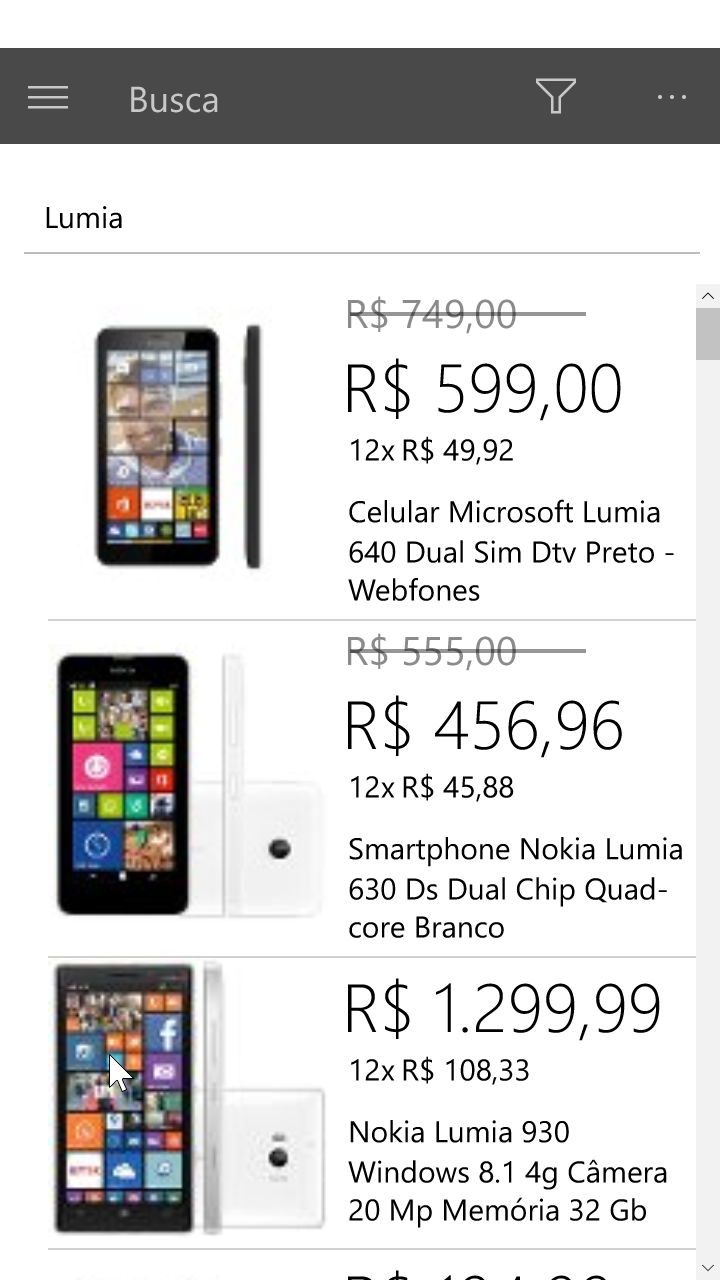 Busca
Lumia
R$ 749,00
R$ 599,00
12x R$ 49,92
Celular Microsoft Lumia
640 Dual Sim Dtv Preto -
Webfones
R$ 555,00
R$ 456,96
12x R$ 45,88
Smartphone Nokia Lumia
630 Ds Dual Chip Quad-
core Branco
R$ 1.299,99
12x R$ 108,33
Nokia Lumia 930
Windows 8.1 4g Câmera
20 Mp Memória 32 Gb